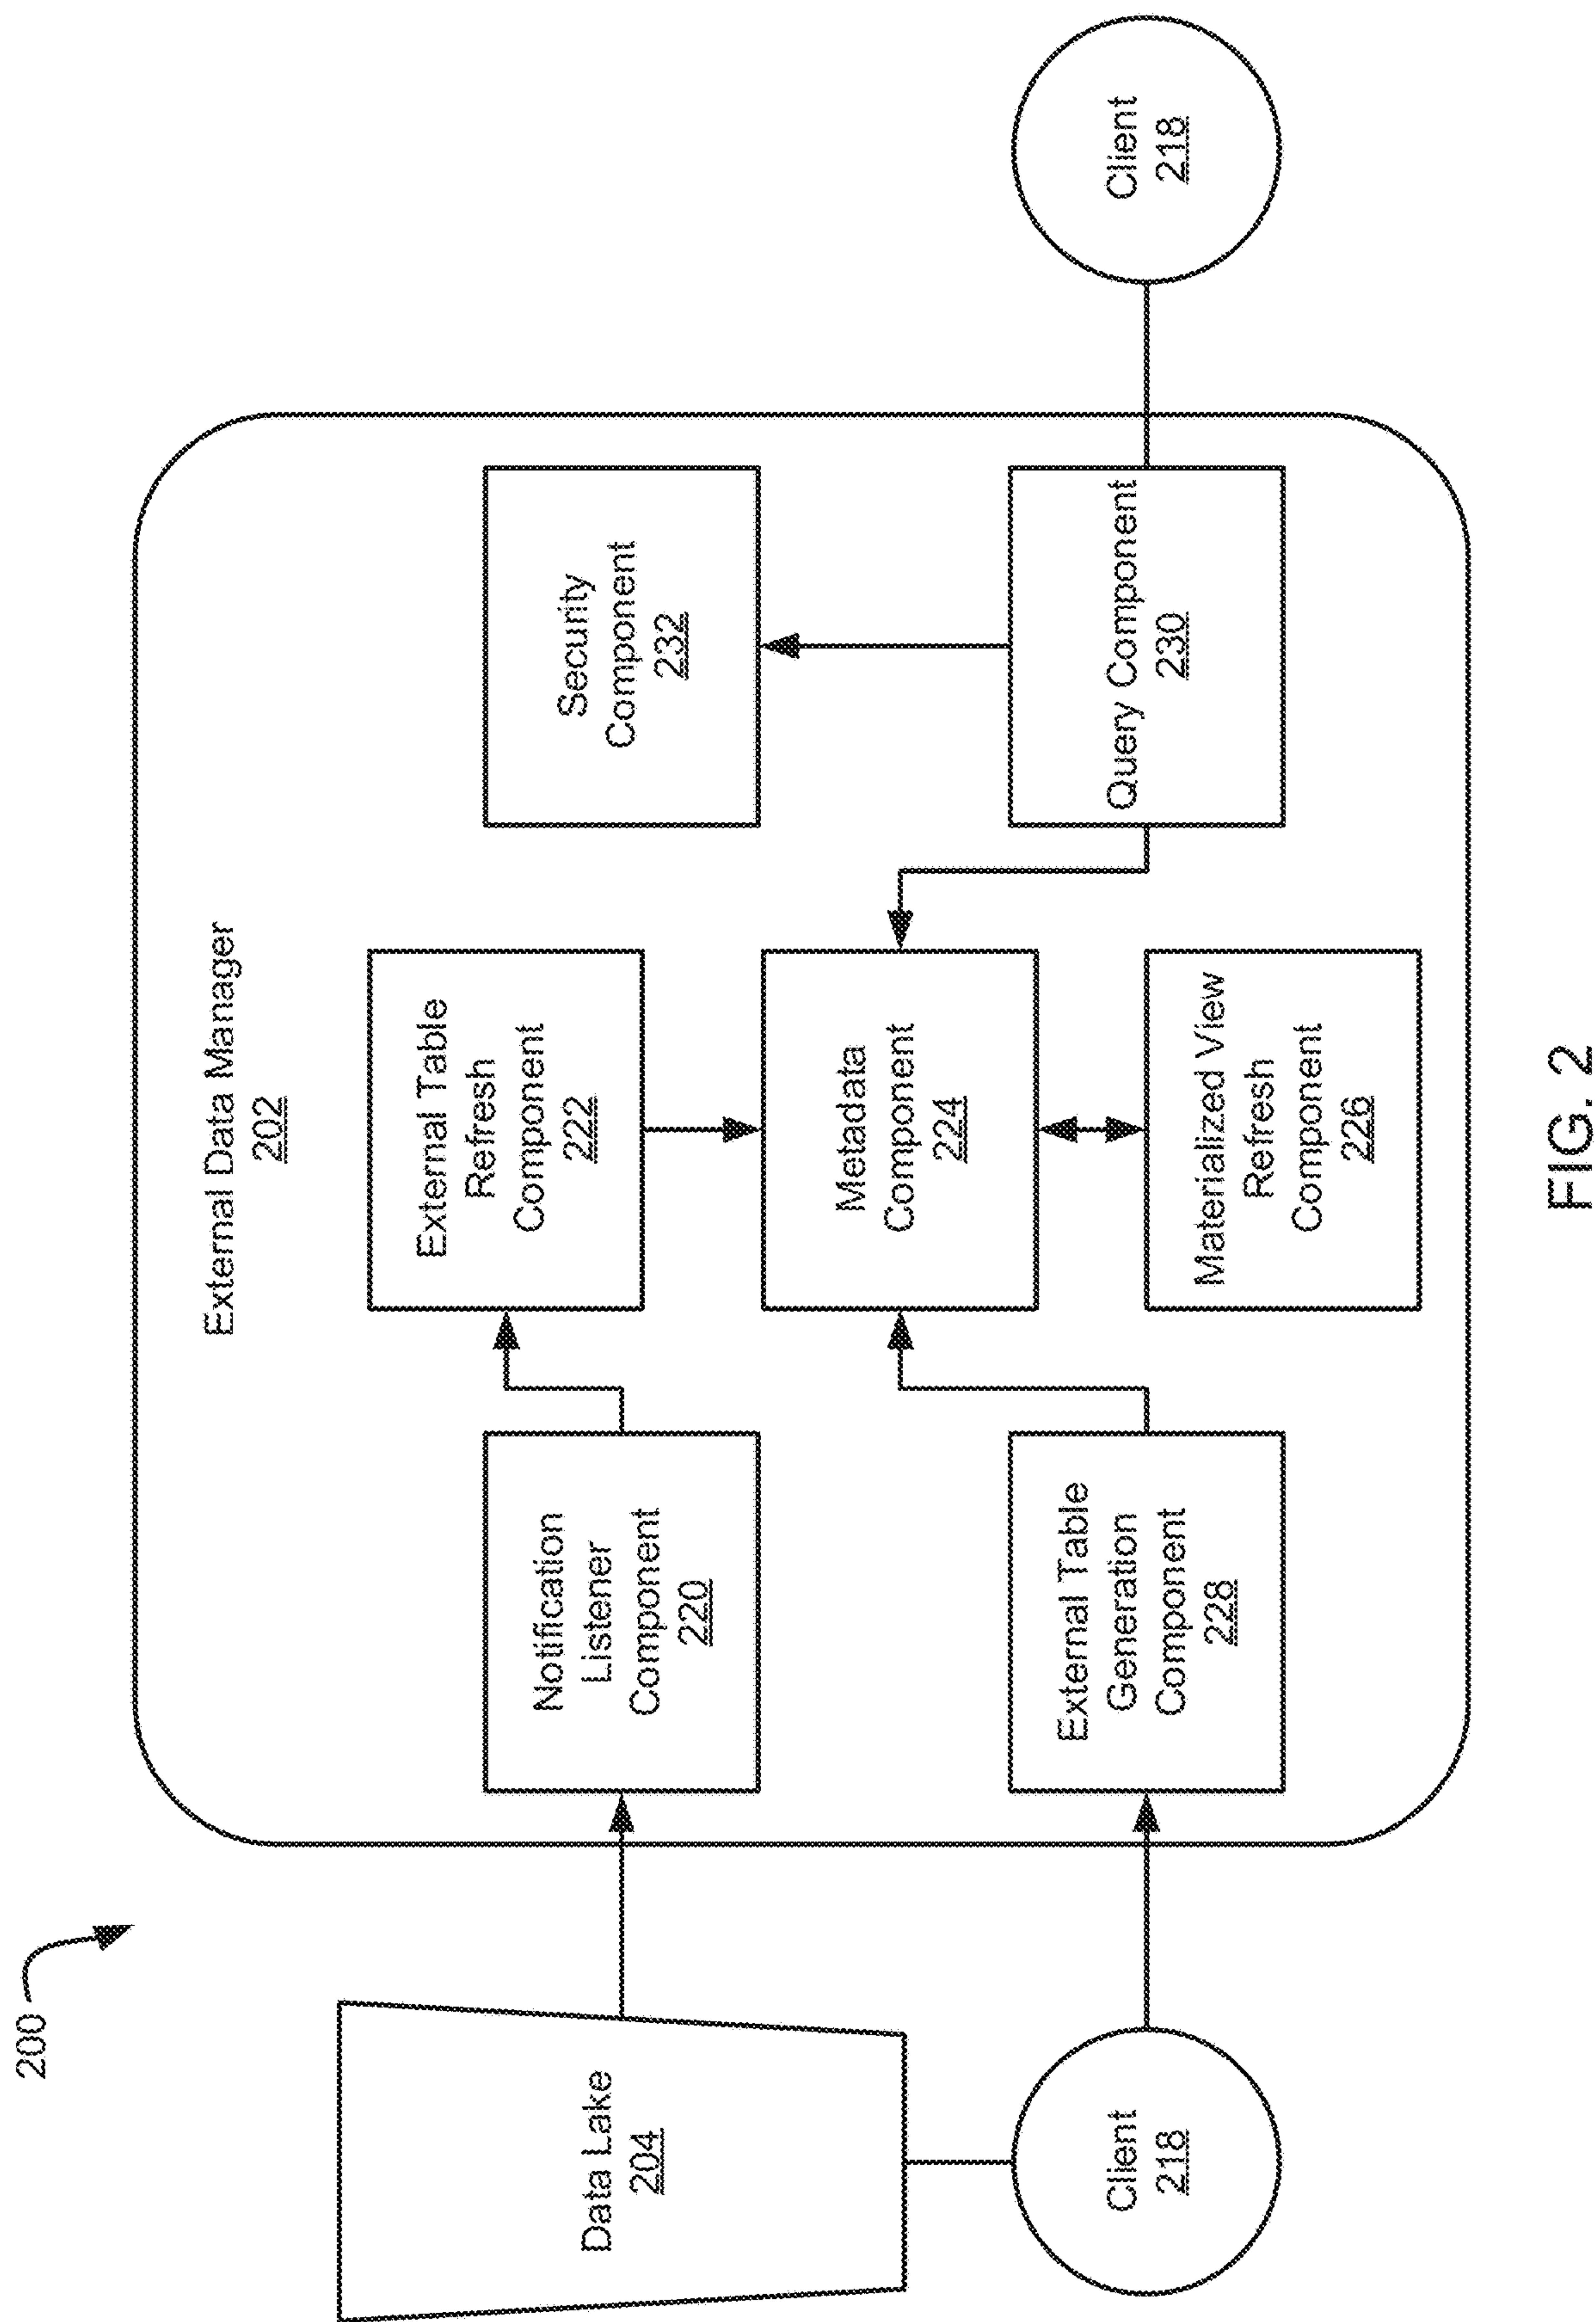 200
External Data Manager
202
Data Lake
204
Client
218
Notification
Listener
Component
220
External Table
Generation
Component
228
External Table
Refresh
Component
222
Metadata
Component
224
Materialized View
Refresh
Component
226
Security
Component
232
Query Component
230
Client
218
FIG. 2